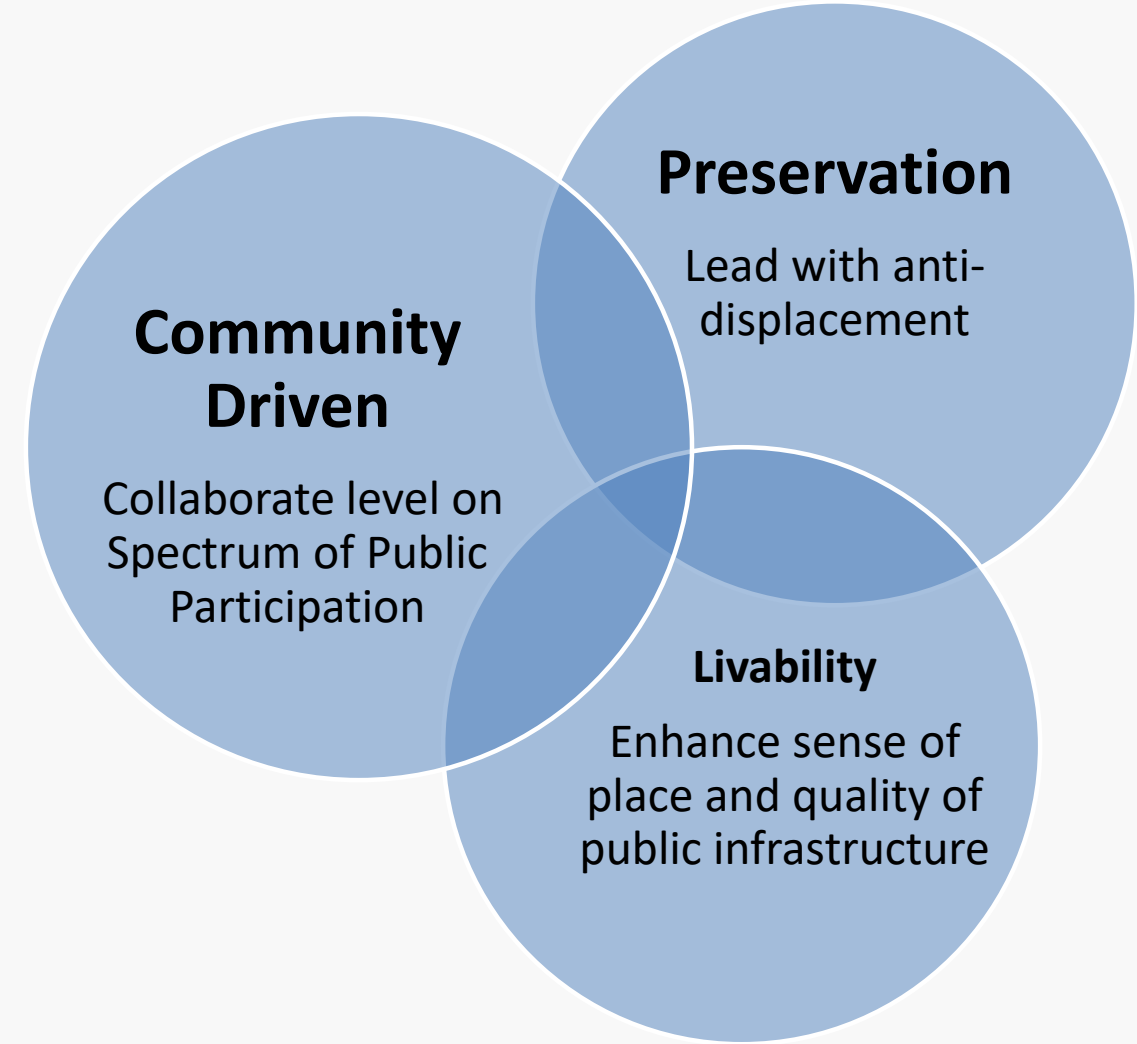 Preservation
Lead with anti-
displacement
Community
Driven
Collaborate level on
Spectrum of Public
Participation
Livability
Enhance sense of
place and quality of
public infrastructure